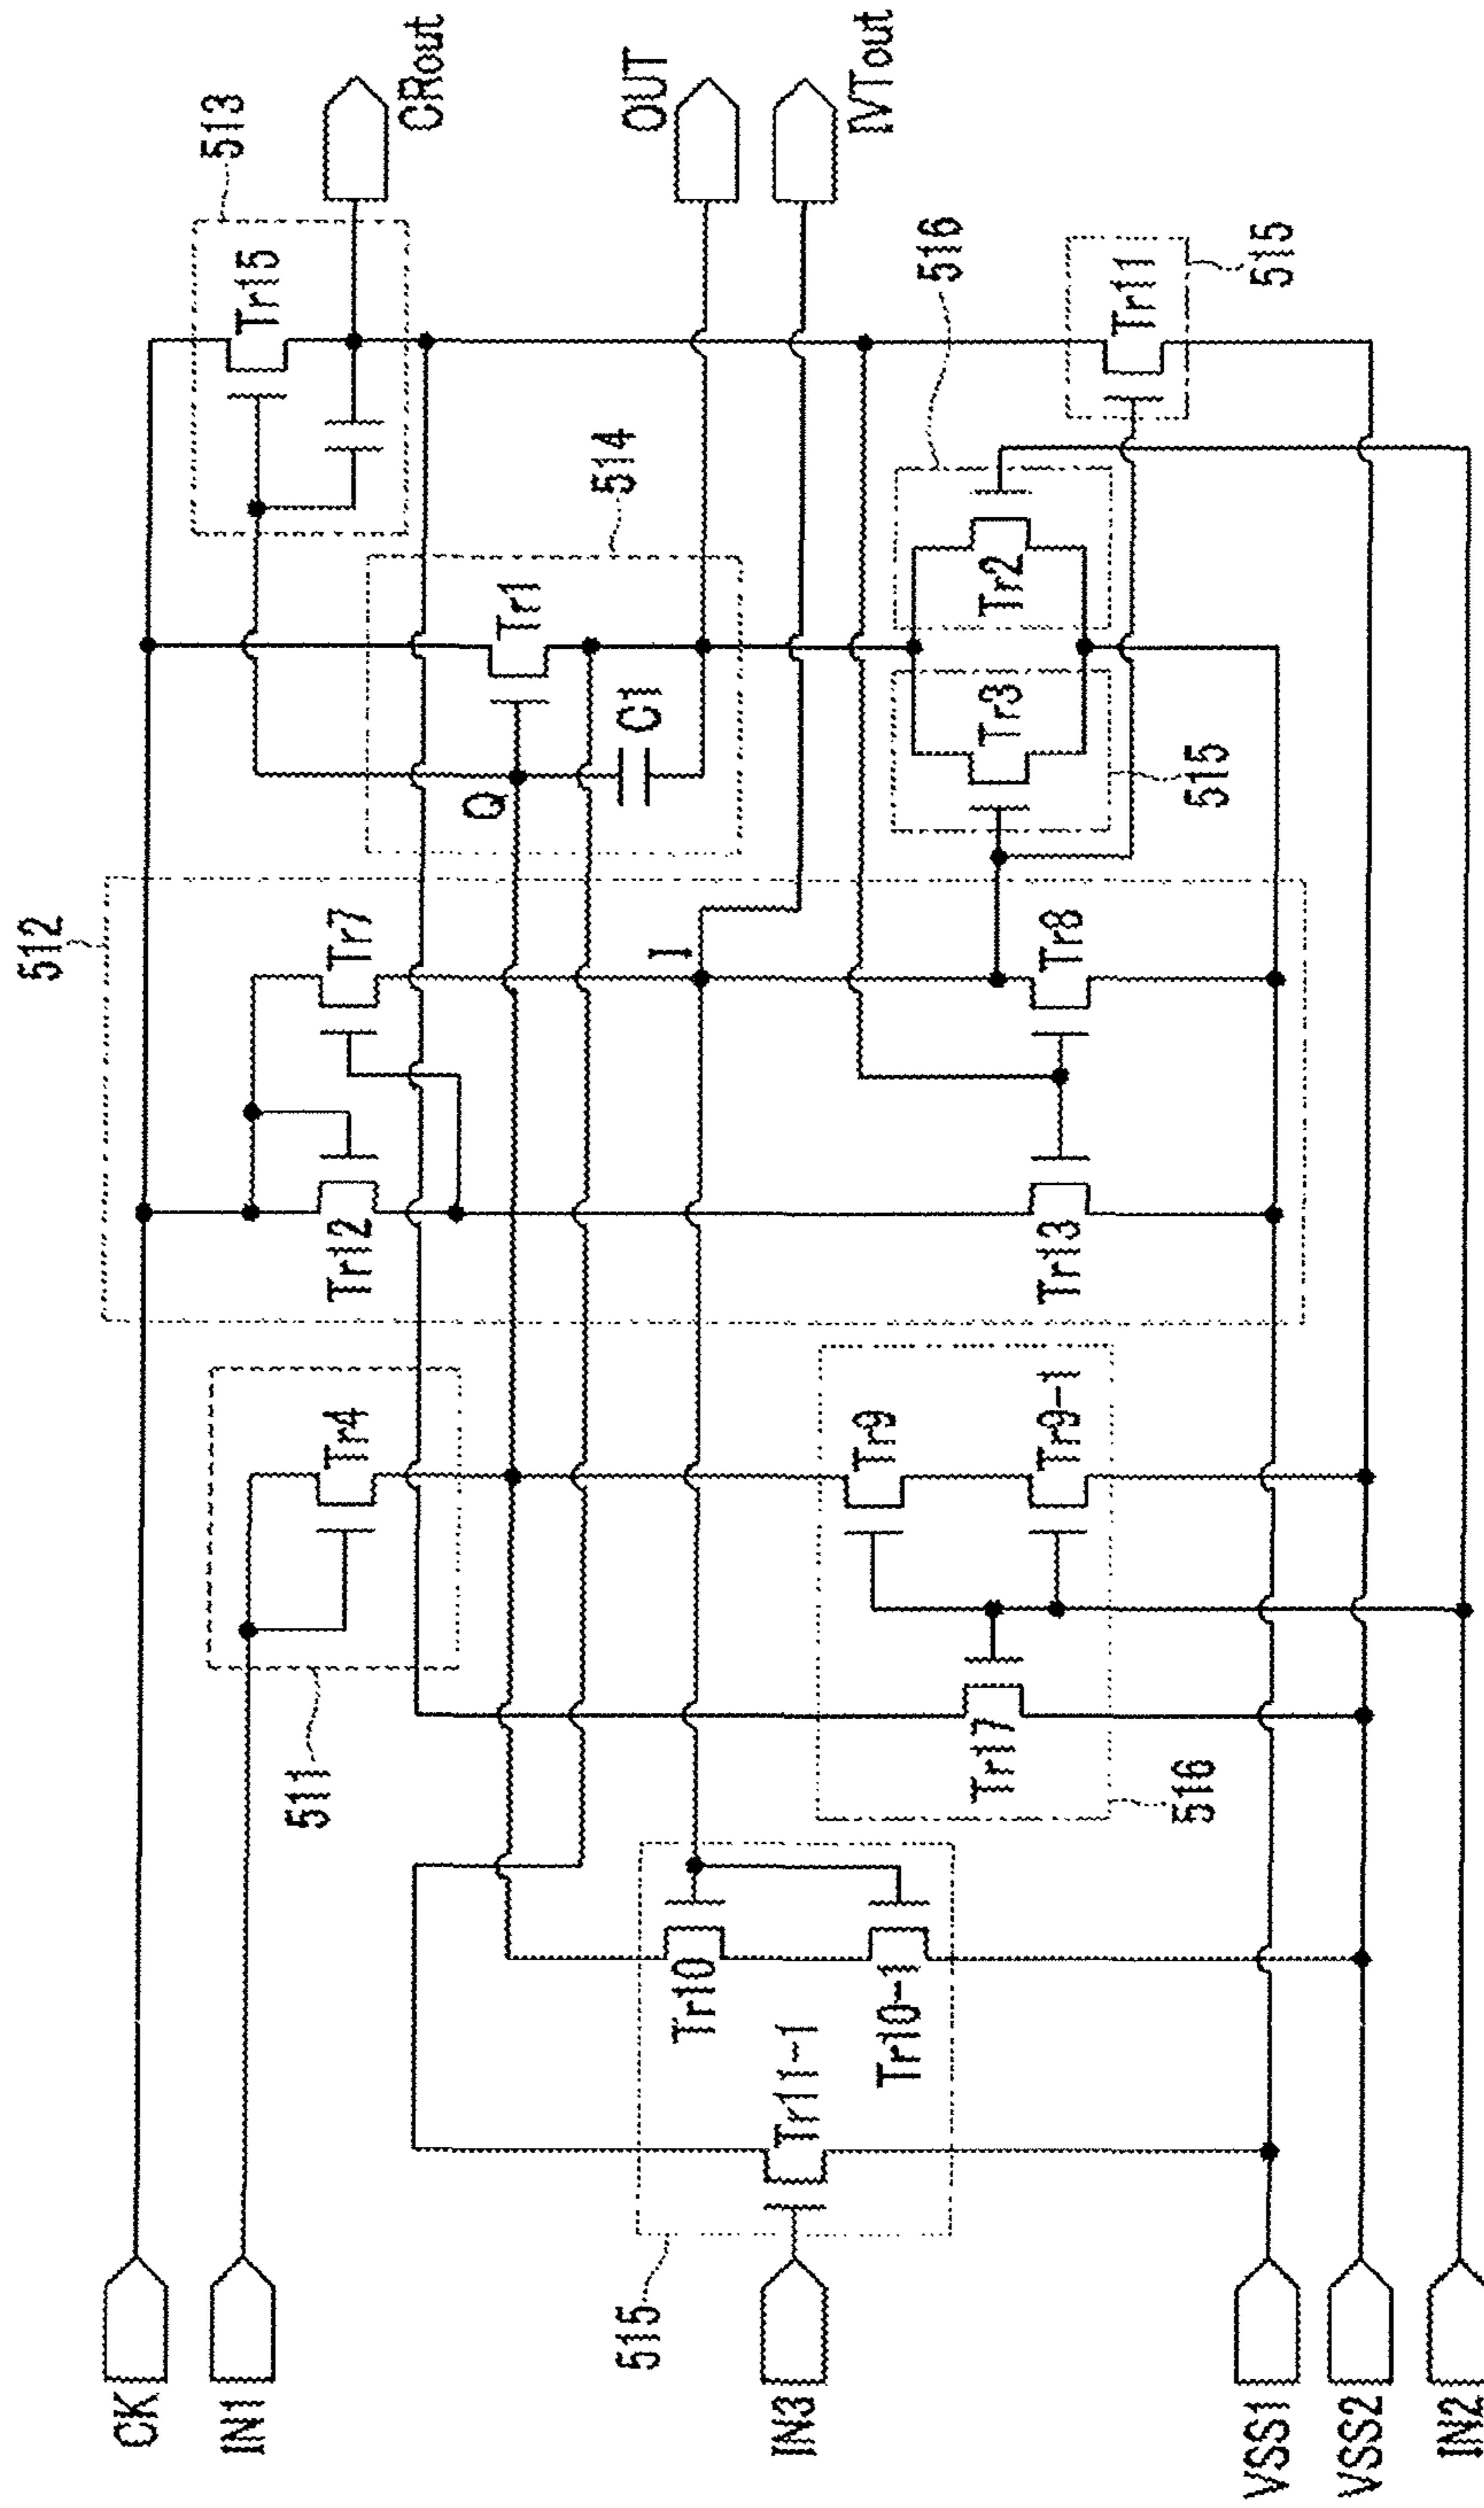 CK
IN1
IN3
VSS1
VSS2
IN2
CRout
OUT
IVTout
511
512
513
514
515
515
515
516
516
Tr4
Tr12
Tr7
Tr15
Tr1
Q
C1
I
Tr10
Tr10-1
Tr11-1
Tr17
Tr9
Tr9-1
Tr13
Tr8
Tr3
Tr2
Tr11